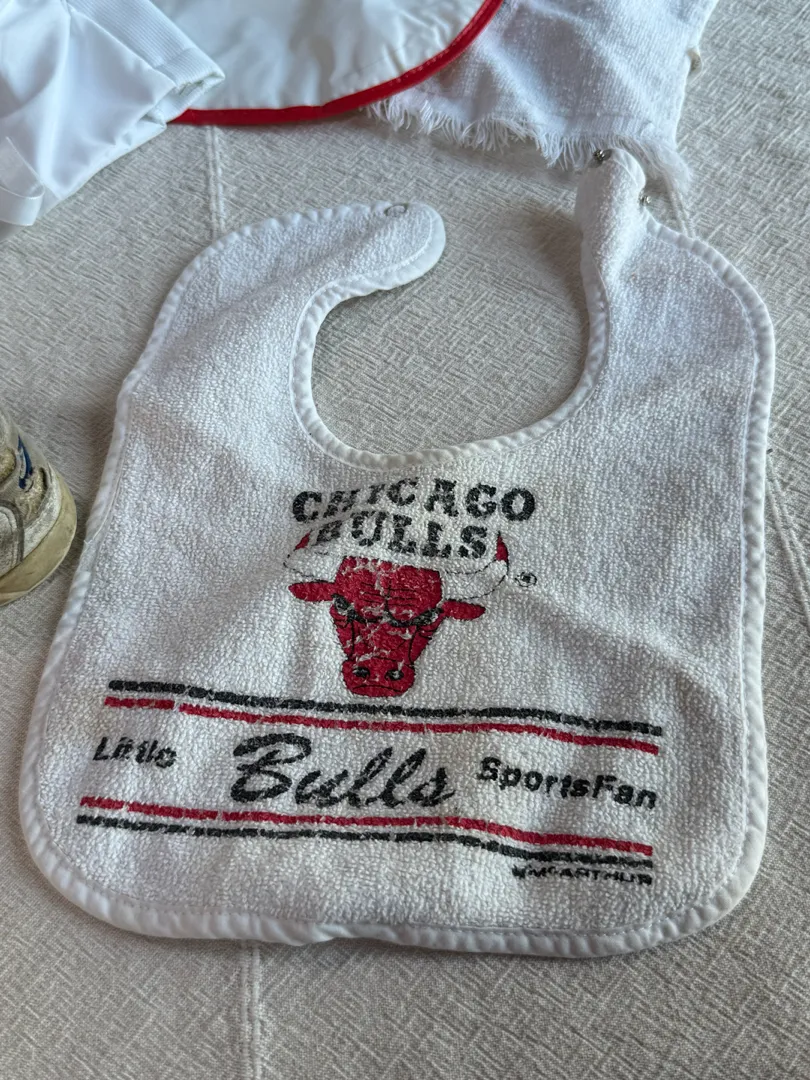 CHICAGO
BULLS
®
Little Bulls SportsFan
McARTHUR